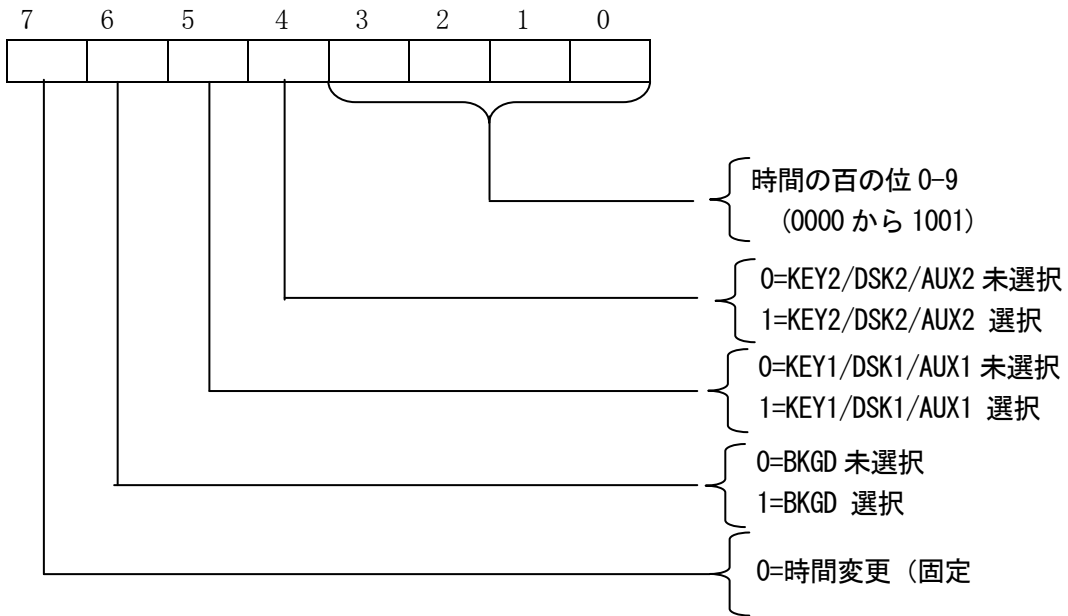 7 6 5 4 3 2 1 0
時間の百の位 0-9
(0000 から 1001)
0=KEY2/DSK2/AUX2 未選択
1=KEY2/DSK2/AUX2 選択
0=KEY1/DSK1/AUX1 未選択
1=KEY1/DSK1/AUX1 選択
0=BKGD 未選択
1=BKGD 選択
0=時間変更（固定